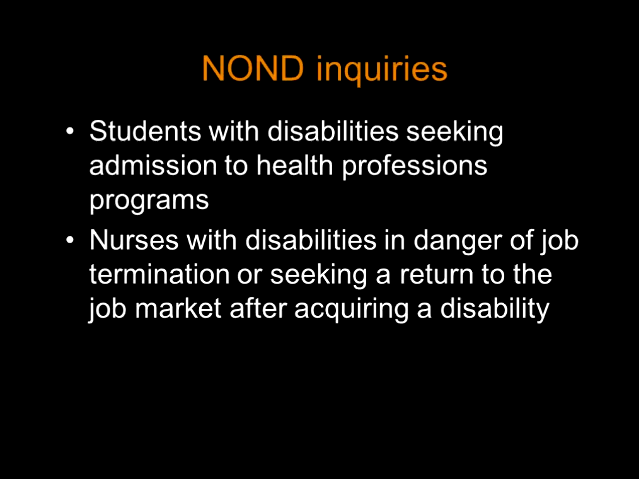 NOND inquiries
• Students with disabilities seeking
admission to health professions
programs
• Nurses with disabilities in danger of job
termination or seeking a return to the
job market after acquiring a disability